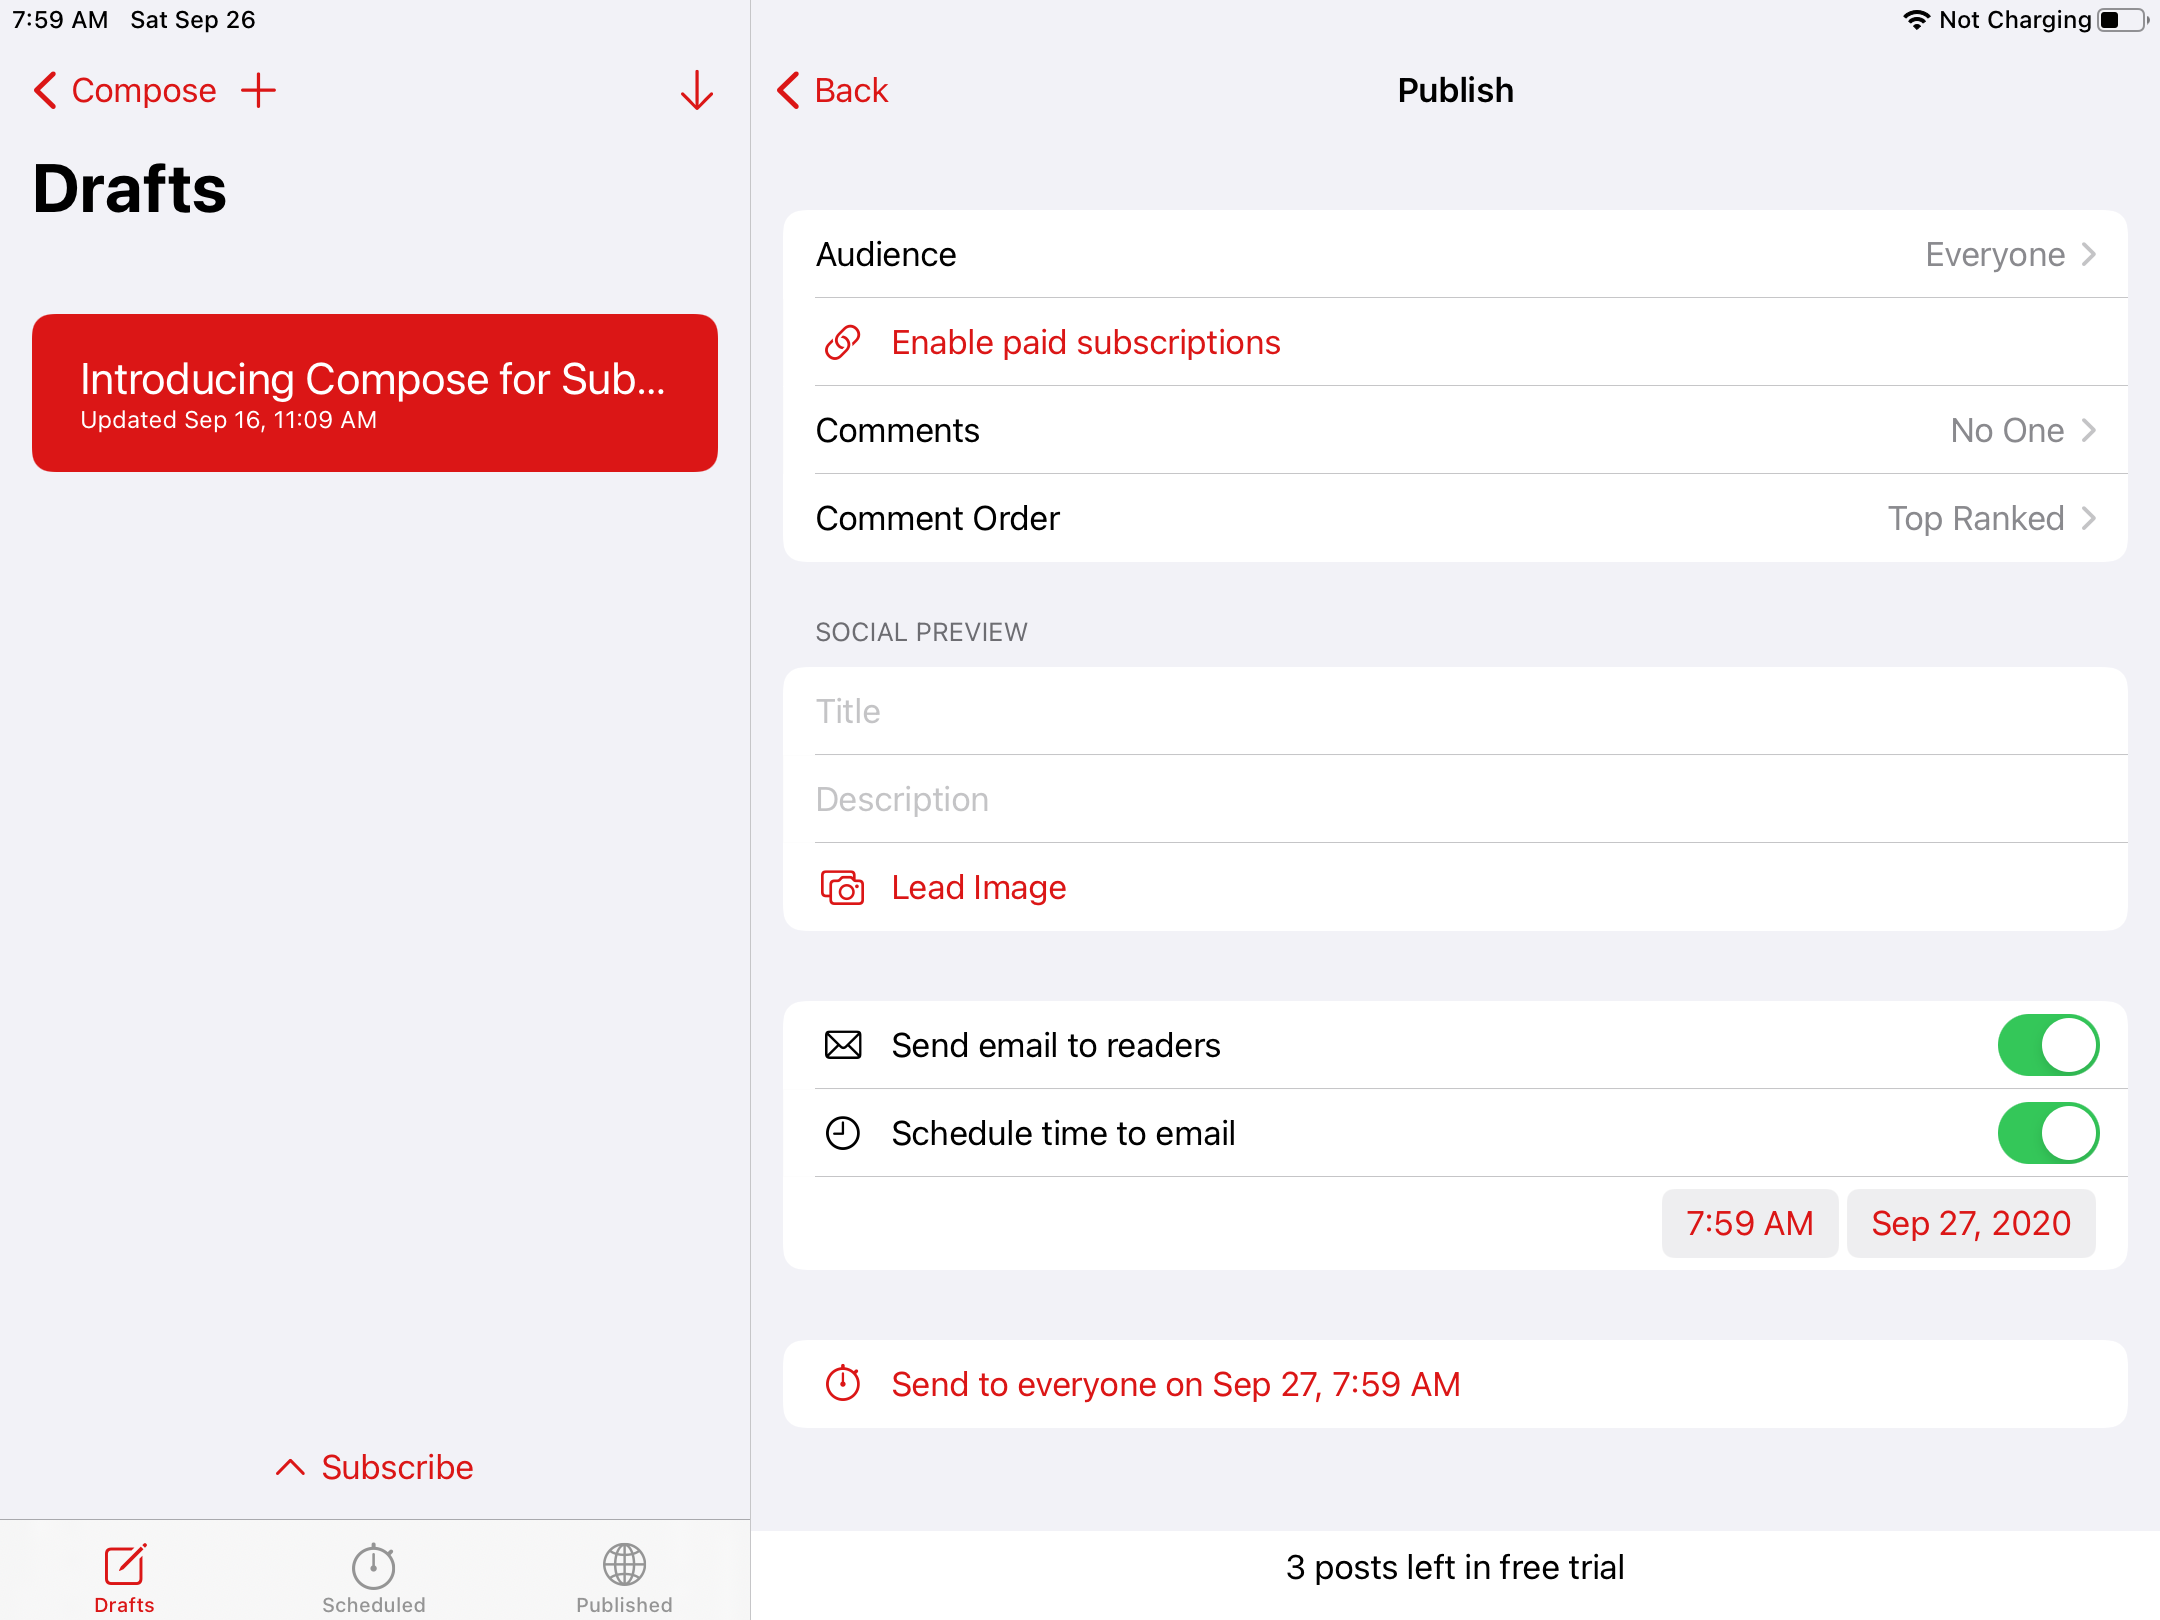 7:59 AM Sat Sep 26
Not Charging
Compose
Drafts
Introducing Compose for Sub...
Updated Sep 16, 11:09 AM
Subscribe
Drafts
Scheduled
Published
Back
Publish
Audience Everyone
Enable paid subscriptions
Comments No One
Comment Order Top Ranked
SOCIAL PREVIEW
Title
Description
Lead Image
Send email to readers
Schedule time to email
7:59 AM Sep 27, 2020
Send to everyone on Sep 27, 7:59 AM
3 posts left in free trial